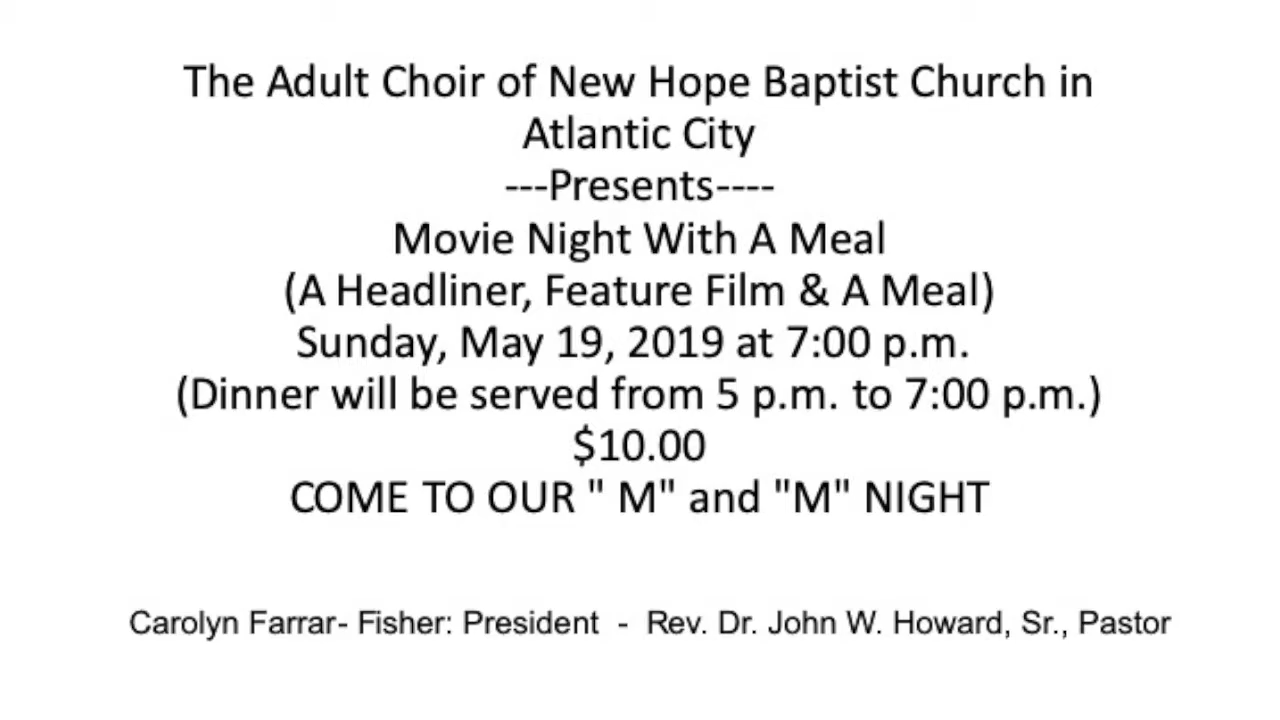 The Adult Choir of New Hope Baptist Church in
Atlantic City
---Presents----
Movie Night With A Meal
(A Headliner, Feature Film & A Meal)
Sunday, May 19, 2019 at 7:00 p.m.
(Dinner will be served from 5 p.m. to 7:00 p.m.)
$10.00
COME TO OUR " M" and "M" NIGHT
Carolyn Farrar- Fisher: President - Rev. Dr. John W. Howard, Sr., Pastor